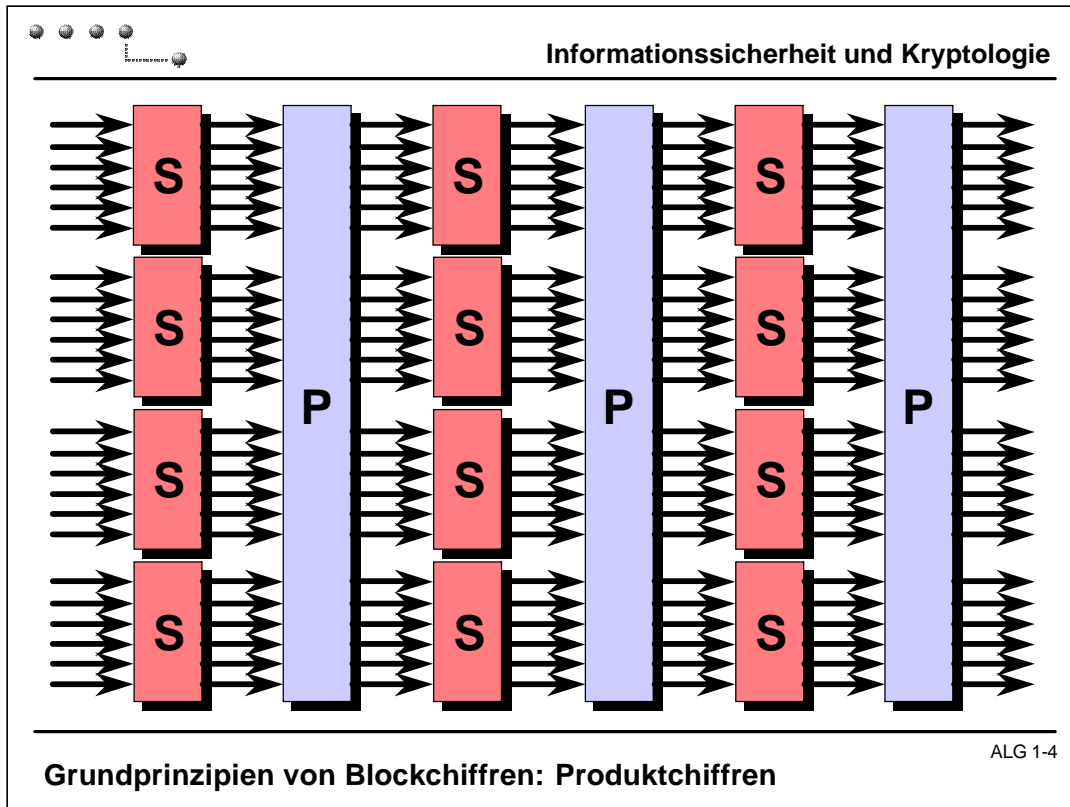 Informationssicherheit und Kryptologie
S S S
S S S
P P P
S S S
S S S
ALG 1-4
Grundprinzipien von Blockchiffren: Produktchiffren